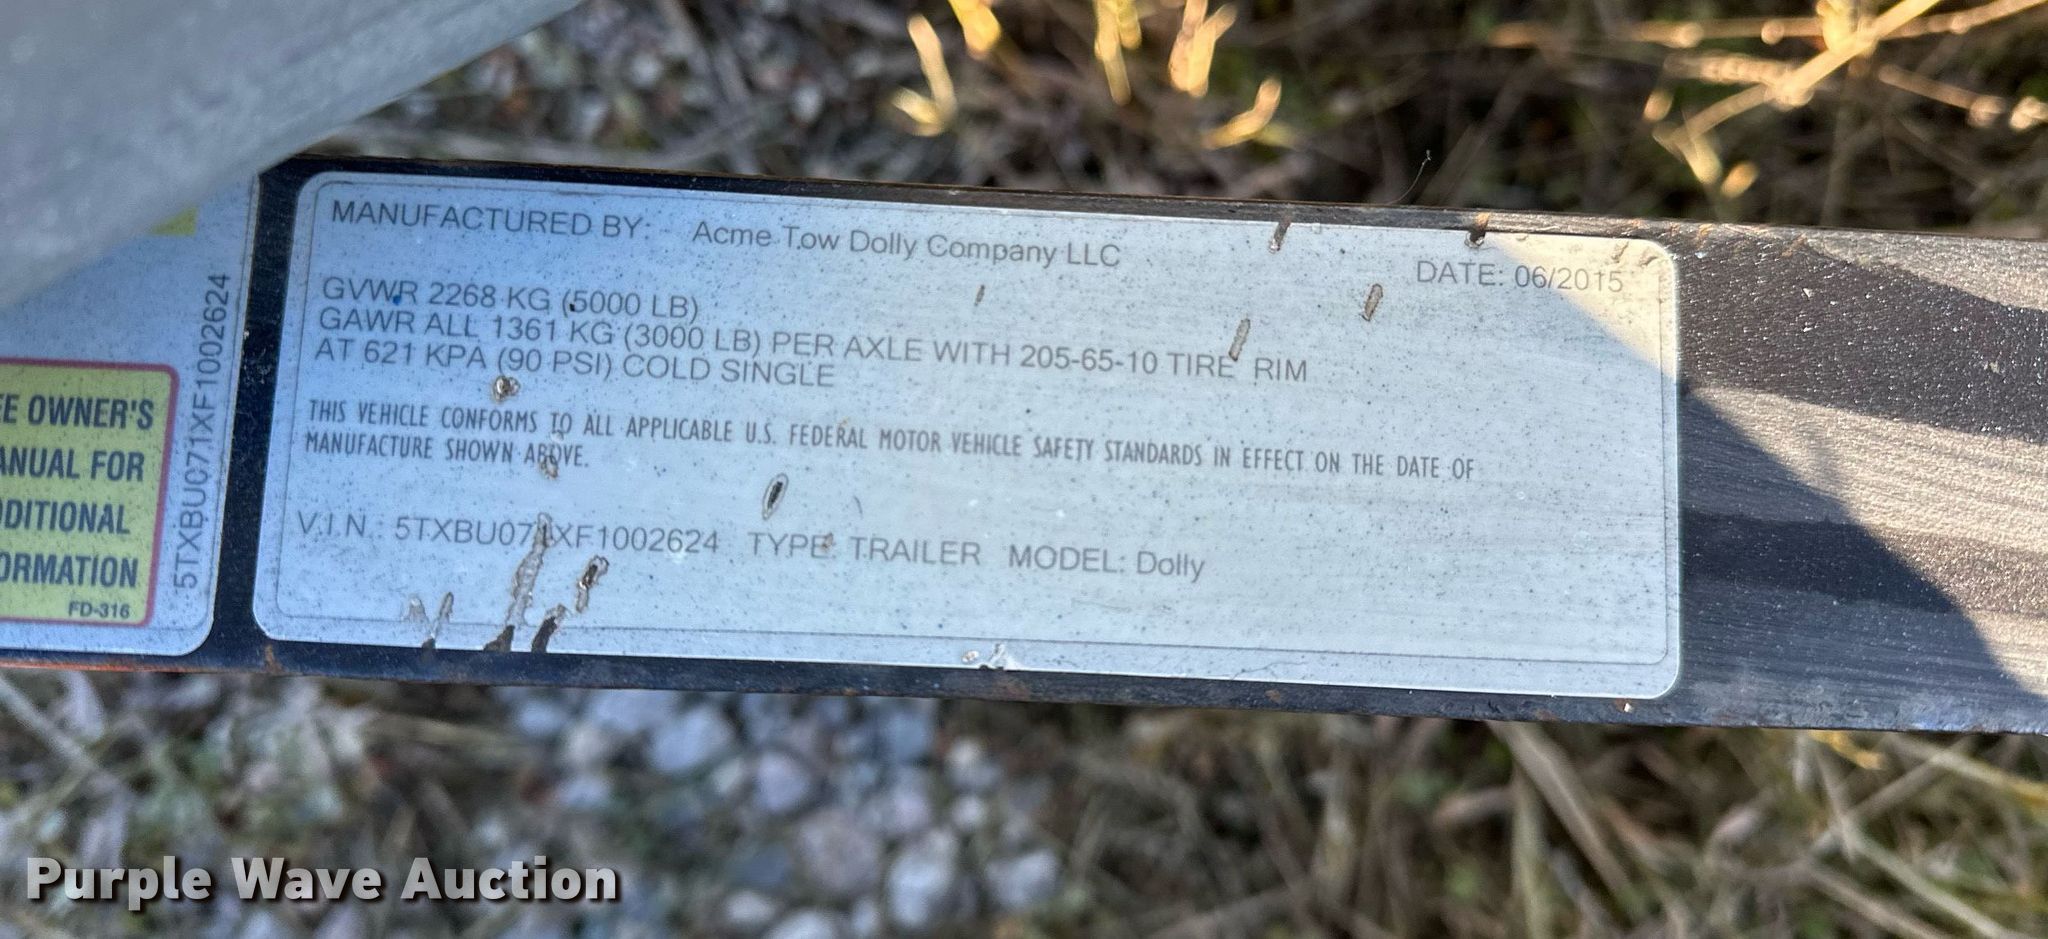 MANUFACTURED BY: Acme Tow Dolly Company LLC
DATE: 06/2015
GVWR 2268 KG (5000 LB)
GAWR ALL 1361 KG (3000 LB) PER AXLE WITH 205-65-10 TIRE RIM
AT 621 KPA (90 PSI) COLD SINGLE
THIS VEHICLE CONFORMS TO ALL APPLICABLE U.S. FEDERAL MOTOR VEHICLE SAFETY STANDARDS IN EFFECT ON THE DATE OF
MANUFACTURE SHOWN ABOVE.
V.I.N.: 5TXBU071XF1002624 TYPE: TRAILER MODEL: Dolly
5TXBU071XF1002624
EE OWNER'S
ANUAL FOR
DDITIONAL
ORMATION
FD-316
Purple Wave Auction